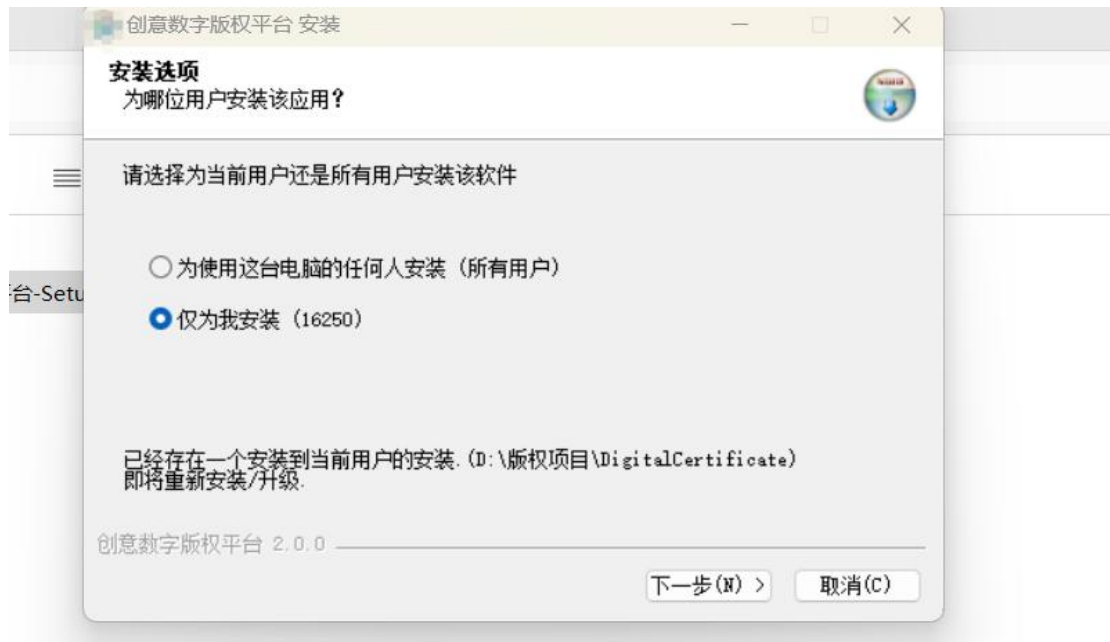 创意数字版权平台 安装
安装选项
为哪位用户安装该应用?
请选择为当前用户还是所有用户安装该软件
为使用这台电脑的任何人安装（所有用户）
台-Setu
仅为我安装（16250）
已经存在一个安装到当前用户的安装.(D:\版权项目\DigitalCertificate)
即将重新安装/升级.
创意数字版权平台 2.0.0
下一步(N) > 取消(C)